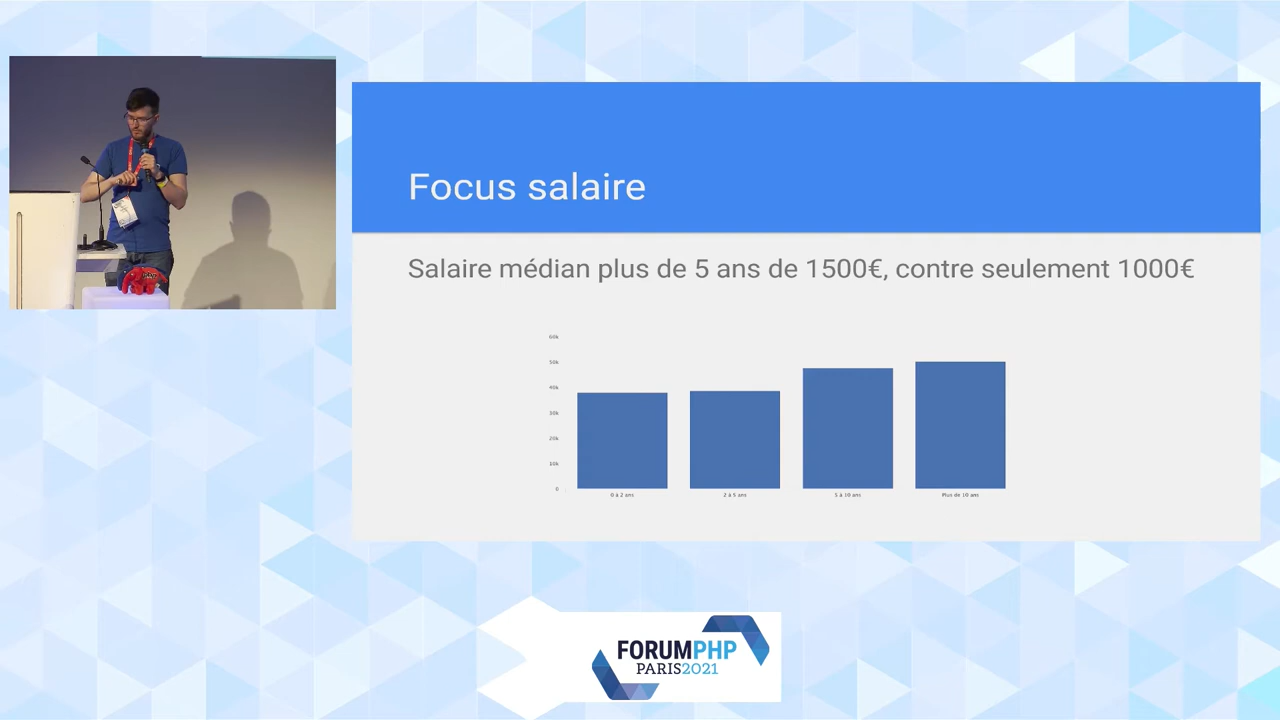 Focus salaire
Salaire médian plus de 5 ans de 1500€, contre seulement 1000€
60k
50k
40k
30k
20k
10k
0
0 à 2 ans
2 à 5 ans
5 à 10 ans
Plus de 10 ans
FORUMPHP
PARIS2021